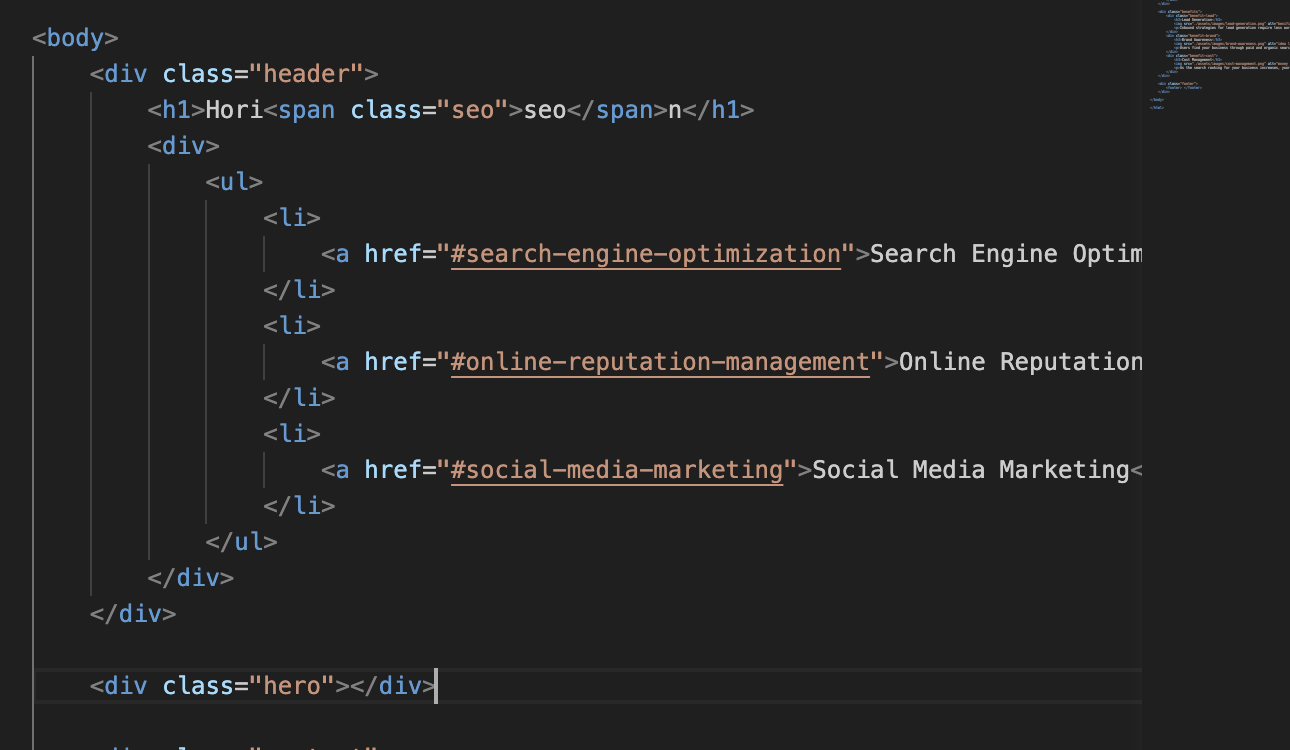 <body>
<div class="header">
<h1>Hori<span class="seo">seo</span>n</h1>
<div>
<ul>
<li>
<a href="#search-engine-optimization">Search Engine Optim
</li>
<li>
<a href="#online-reputation-management">Online Reputation
</li>
<li>
<a href="#social-media-marketing">Social Media Marketing<
</li>
</ul>
</div>
</div>
<div class="hero"></div>